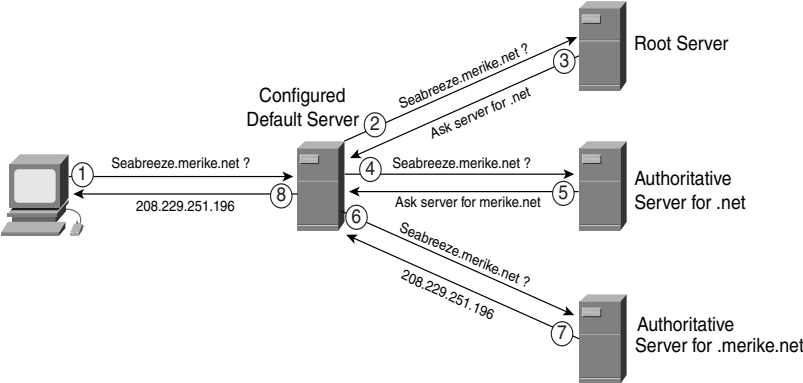 Root Server
Seabreeze.merike.net ?
3
Configured
Default Server
2
Ask server for .net
1
Seabreeze.merike.net ?
4
Seabreeze.merike.net ?
Authoritative
Server for .net
208.229.251.196
8
Ask server for merike.net
5
6
Seabreeze.merike.net ?
208.229.251.196
7
Authoritative
Server for .merike.net